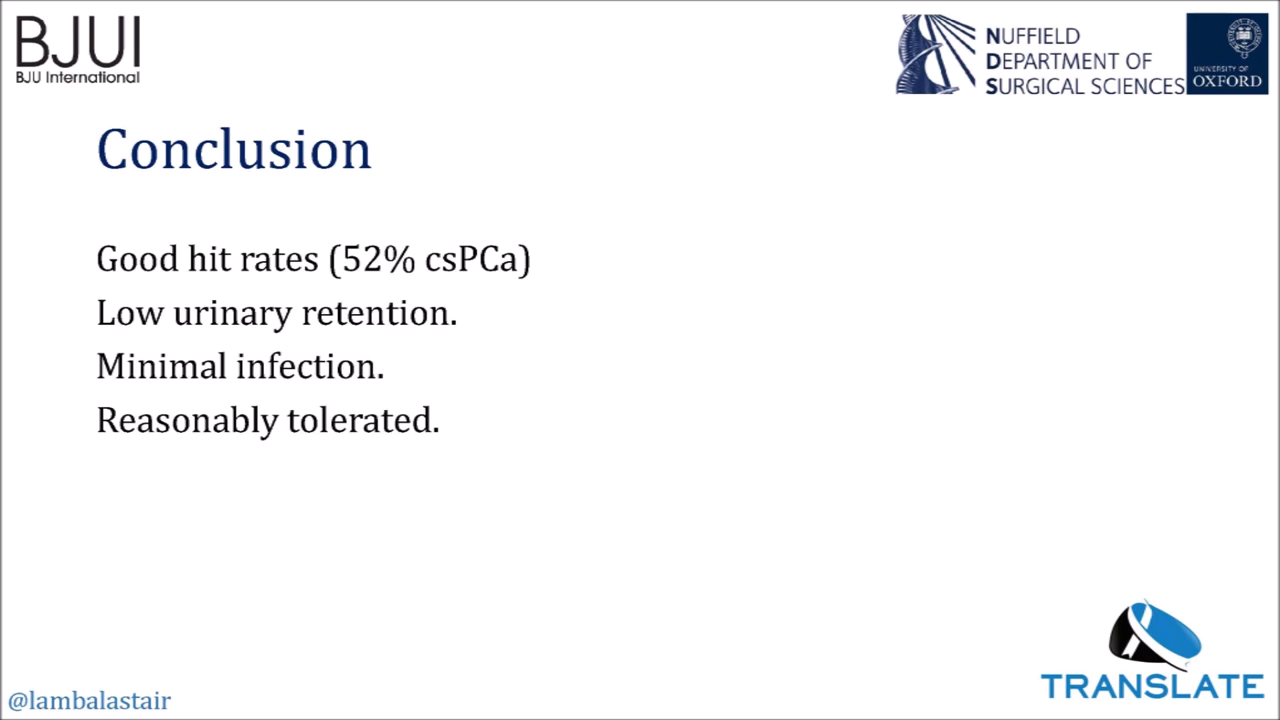 BJUI
BJU International
NUFFIELD
DEPARTMENT OF
SURGICAL SCIENCES
UNIVERSITY OF
OXFORD
Conclusion
Good hit rates (52% csPCa)
Low urinary retention.
Minimal infection.
Reasonably tolerated.
TRANSLATE
@lambalastair